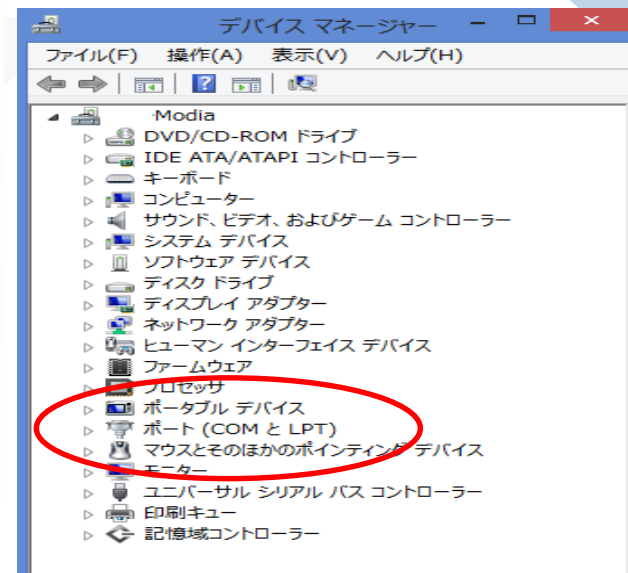 デバイス マネージャー
ファイル(F) 操作(A) 表示(V) ヘルプ(H)
Modia
DVD/CD-ROM ドライブ
IDE ATA/ATAPI コントローラー
キーボード
コンピューター
サウンド、ビデオ、およびゲーム コントローラー
システム デバイス
ソフトウェア デバイス
ディスク ドライブ
ディスプレイ アダプター
ネットワーク アダプター
ヒューマン インターフェイス デバイス
ファームウェア
プロセッサ
ポータブル デバイス
ポート (COM と LPT)
マウスとそのほかのポインティング デバイス
モニター
ユニバーサル シリアル バス コントローラー
印刷キュー
記憶域コントローラー